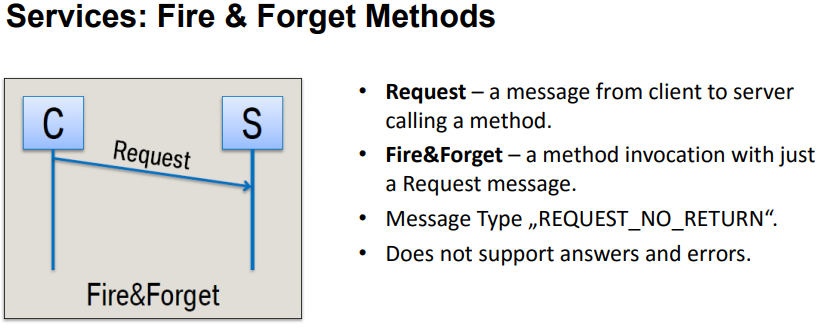 Services: Fire & Forget Methods
C
S
Request
Fire&Forget
• Request – a message from client to server
calling a method.
• Fire&Forget – a method invocation with just
a Request message.
• Message Type „REQUEST_NO_RETURN“.
• Does not support answers and errors.